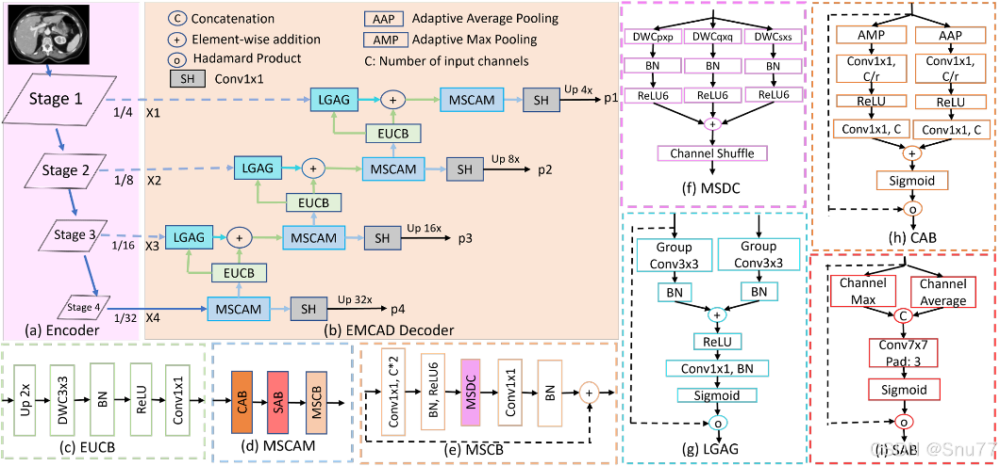 Stage 1
1/4
X1
Stage 2
1/8
X2
Stage 3
1/16
X3
Stage 4
1/32
X4
(a) Encoder
C Concatenation
+ Element-wise addition
o Hadamard Product
SH Conv1x1
AAP Adaptive Average Pooling
AMP Adaptive Max Pooling
C: Number of input channels
LGAG + MSCAM SH Up 4x p1
EUCB
LGAG + MSCAM SH Up 8x p2
EUCB
LGAG + MSCAM SH Up 16x p3
EUCB
MSCAM SH Up 32x p4
(b) EMCAD Decoder
Up 2x
DWC3x3
BN
ReLU
Conv1x1
(c) EUCB
CAB
SAB
MSCB
(d) MSCAM
Conv1x1, C*2
BN, ReLU6
MSDC
Conv1x1
BN
+
(e) MSCB
DWCpxp DWCqxq DWCsxs
BN BN BN
ReLU6 ReLU6 ReLU6
+
Channel Shuffle
(f) MSDC
Group Group
Conv3x3 Conv3x3
BN BN
+
ReLU
Conv1x1, BN
Sigmoid
o
(g) LGAG
AMP AAP
Conv1x1, Conv1x1,
C/r C/r
ReLU ReLU
Conv1x1, C Conv1x1, C
+
Sigmoid
o
(h) CAB
Channel Channel
Max Average
C
Conv7x7
Pad: 3
Sigmoid
o
(i) SAB
CSDN @Snu77